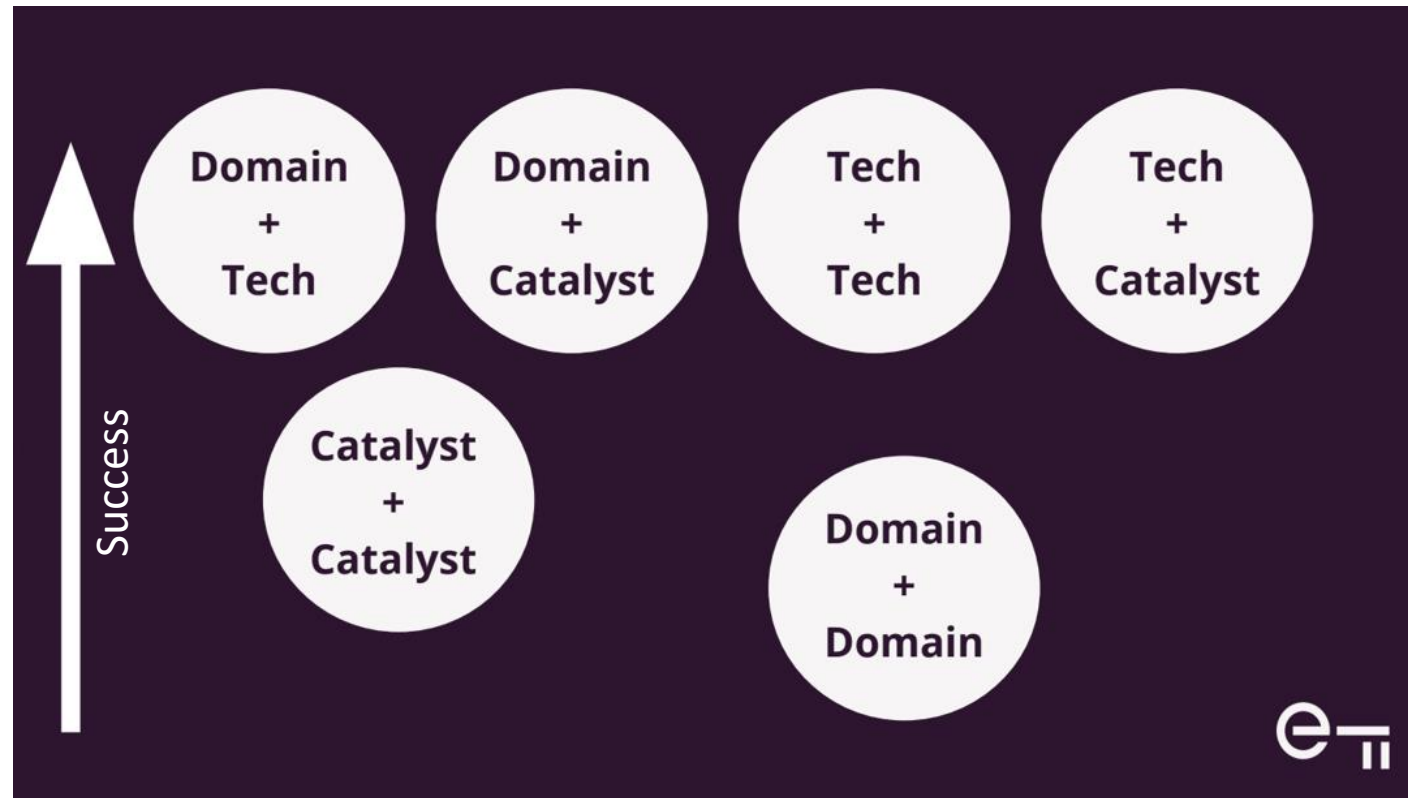 Domain
+
Tech
Domain
+
Catalyst
Tech
+
Tech
Tech
+
Catalyst
Success
Catalyst
+
Catalyst
Domain
+
Domain
e